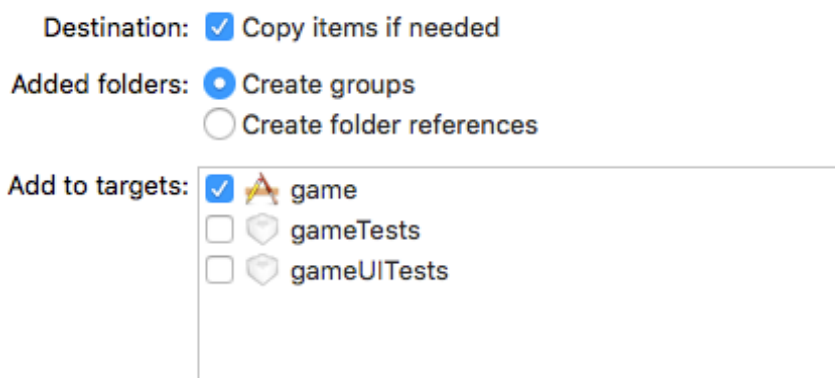 Destination: Copy items if needed
Added folders: Create groups
Create folder references
Add to targets: game
gameTests
gameUITests